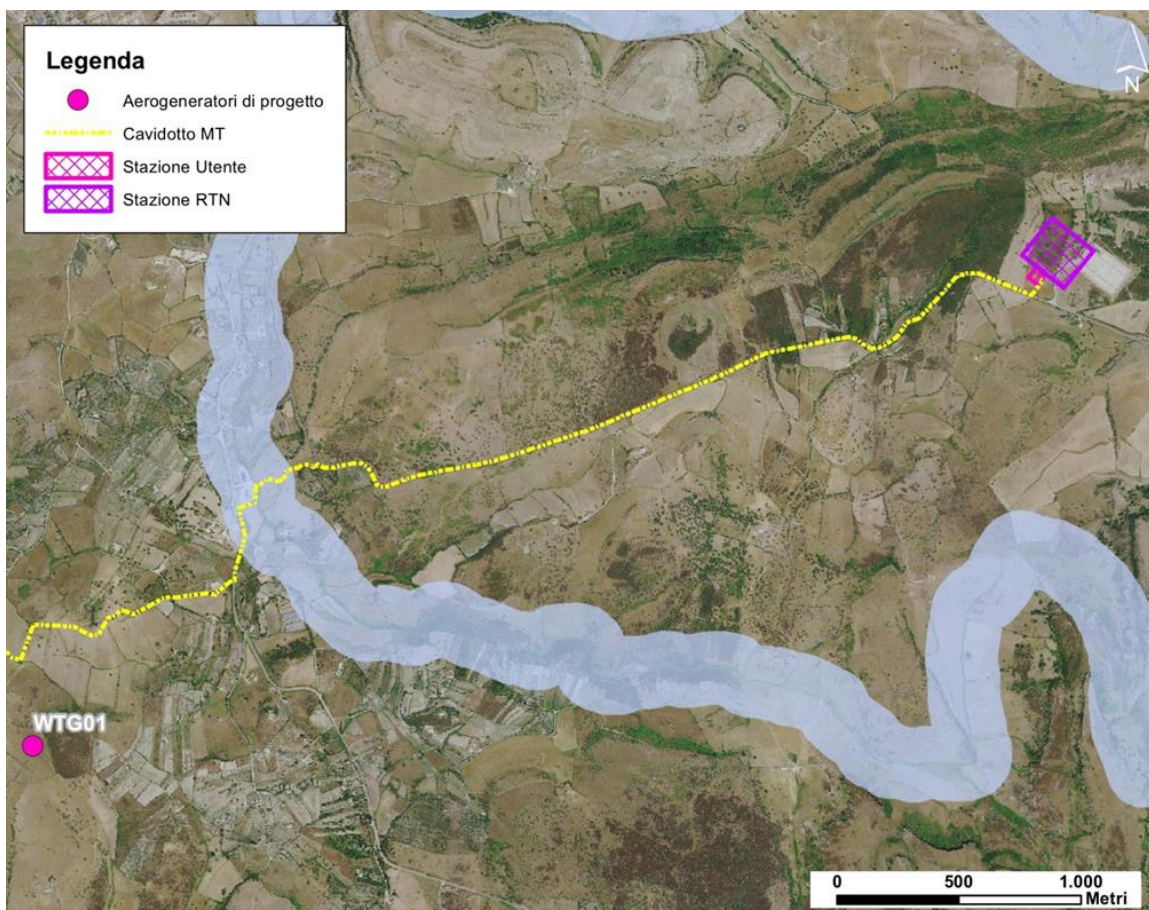 Legenda
Aerogeneratori di progetto
Cavidotto MT
Stazione Utente
Stazione RTN
N
WTG01
0 500 1.000
Metri